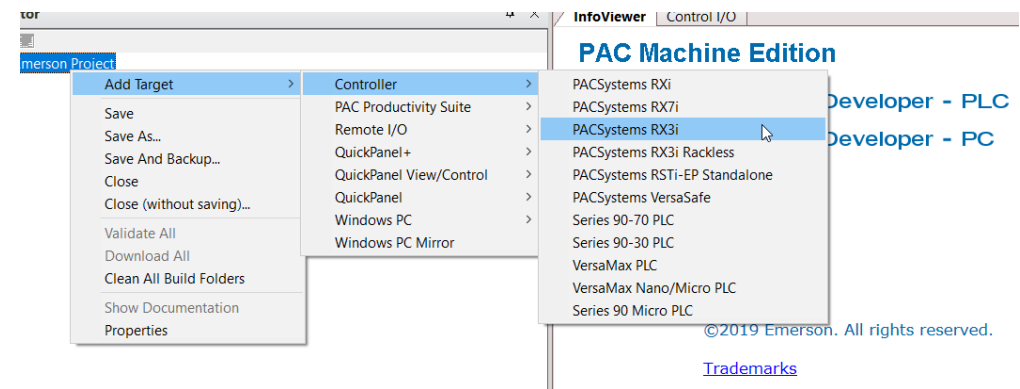 tor
InfoViewer
Control I/O
merson Project
PAC Machine Edition
Add Target
Save
Save As...
Save And Backup...
Close
Close (without saving)...
Validate All
Download All
Clean All Build Folders
Show Documentation
Properties
Controller
PAC Productivity Suite
Remote I/O
QuickPanel+
QuickPanel View/Control
QuickPanel
Windows PC
Windows PC Mirror
PACSystems RXi
PACSystems RX7i
PACSystems RX3i
PACSystems RX3i Rackless
PACSystems RSTi-EP Standalone
PACSystems VersaSafe
Series 90-70 PLC
Series 90-30 PLC
VersaMax PLC
VersaMax Nano/Micro PLC
Series 90 Micro PLC
Developer - PLC
Developer - PC
©2019 Emerson. All rights reserved.
Trademarks